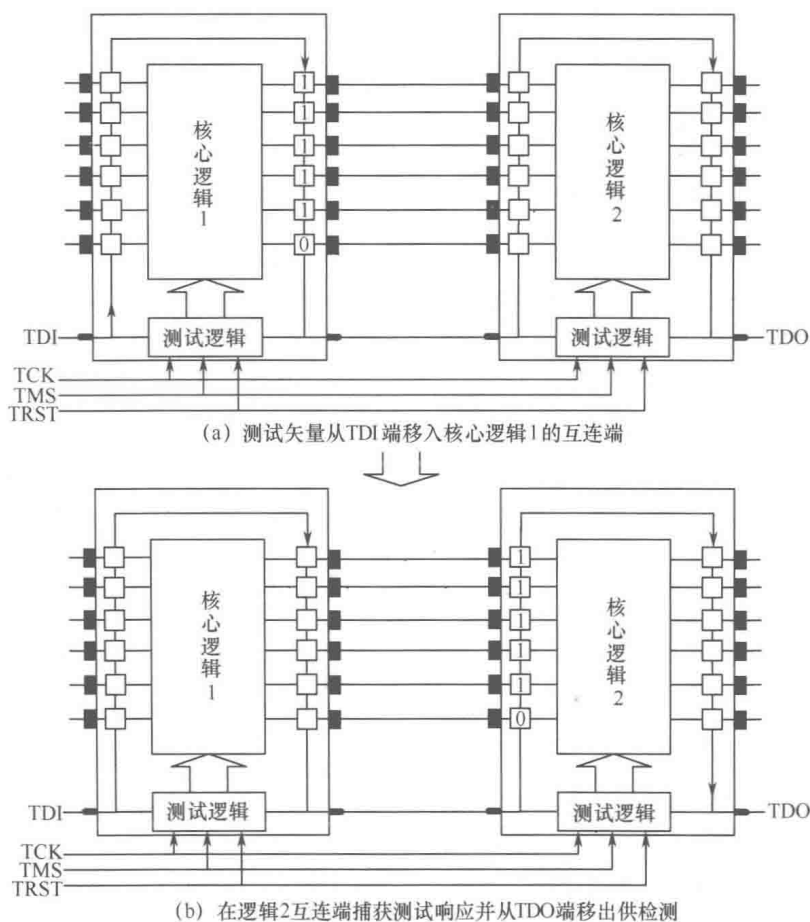 1
1
1
1
1
0
核心逻辑1
核心逻辑2
TDI
测试逻辑
测试逻辑
TDO
TCK
TMS
TRST
(a) 测试矢量从TDI端移入核心逻辑1的互连端
核心逻辑1
1
1
1
1
1
0
核心逻辑2
TDI
测试逻辑
测试逻辑
TDO
TCK
TMS
TRST
(b) 在逻辑2互连端捕获测试响应并从TDO端移出供检测